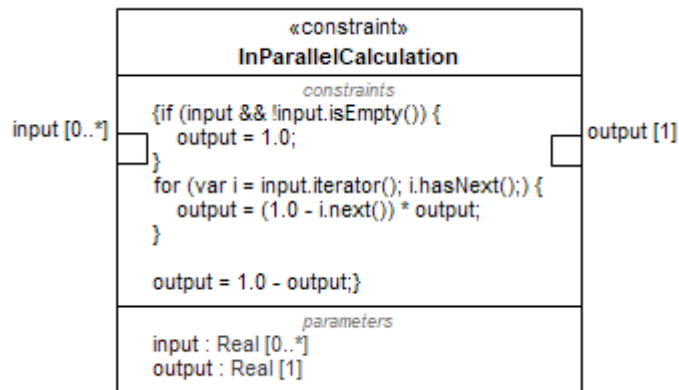 «constraint»
InParallelCalculation
constraints
{if (input && !input.isEmpty()) {
output = 1.0;
}
for (var i = input.iterator(); i.hasNext();) {
output = (1.0 - i.next()) * output;
}
output = 1.0 - output;}
input [0..*]
output [1]
parameters
input : Real [0..*]
output : Real [1]